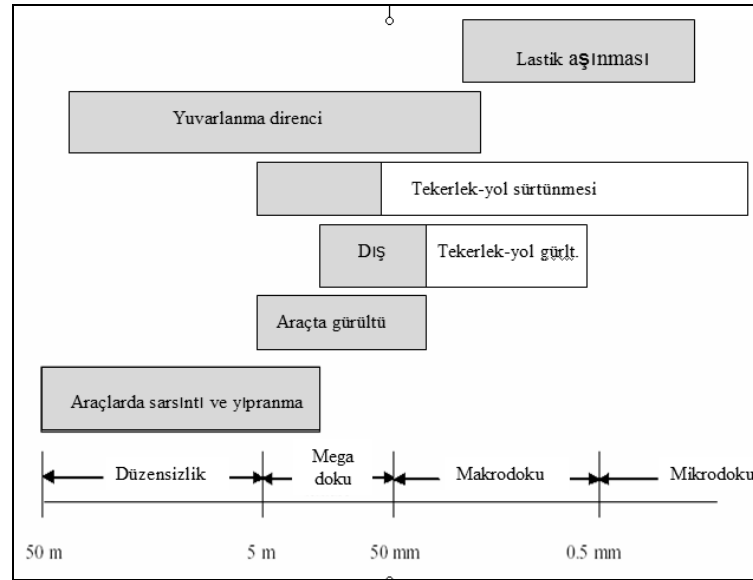 Lastik aşınması
Yuvarlanma direnci
Tekerlek-yol sürtünmesi
Dış
Tekerlek-yol gürlt.
Araçta gürültü
Araçlarda sarsıntı ve yıpranma
Düzensizlik
Mega
doku
Makrodoku
Mikrodoku
50 m
5 m
50 mm
0.5 mm